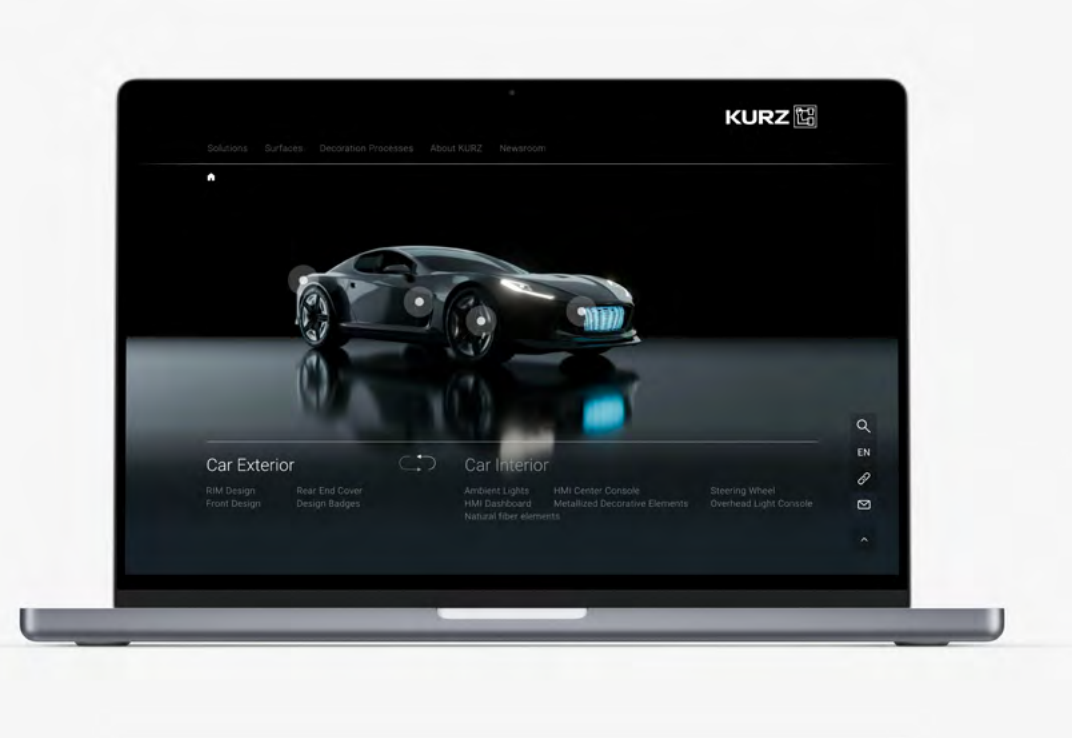 KURZ
Solutions Surfaces Decoration Processes About KURZ Newsroom
Car Exterior Car Interior
RIM Design Rear End Cover Ambient Lights HMI Center Console Steering Wheel
Front Design Design Badges HMI Dashboard Metallized Decorative Elements Overhead Light Console
Natural fiber elements
EN